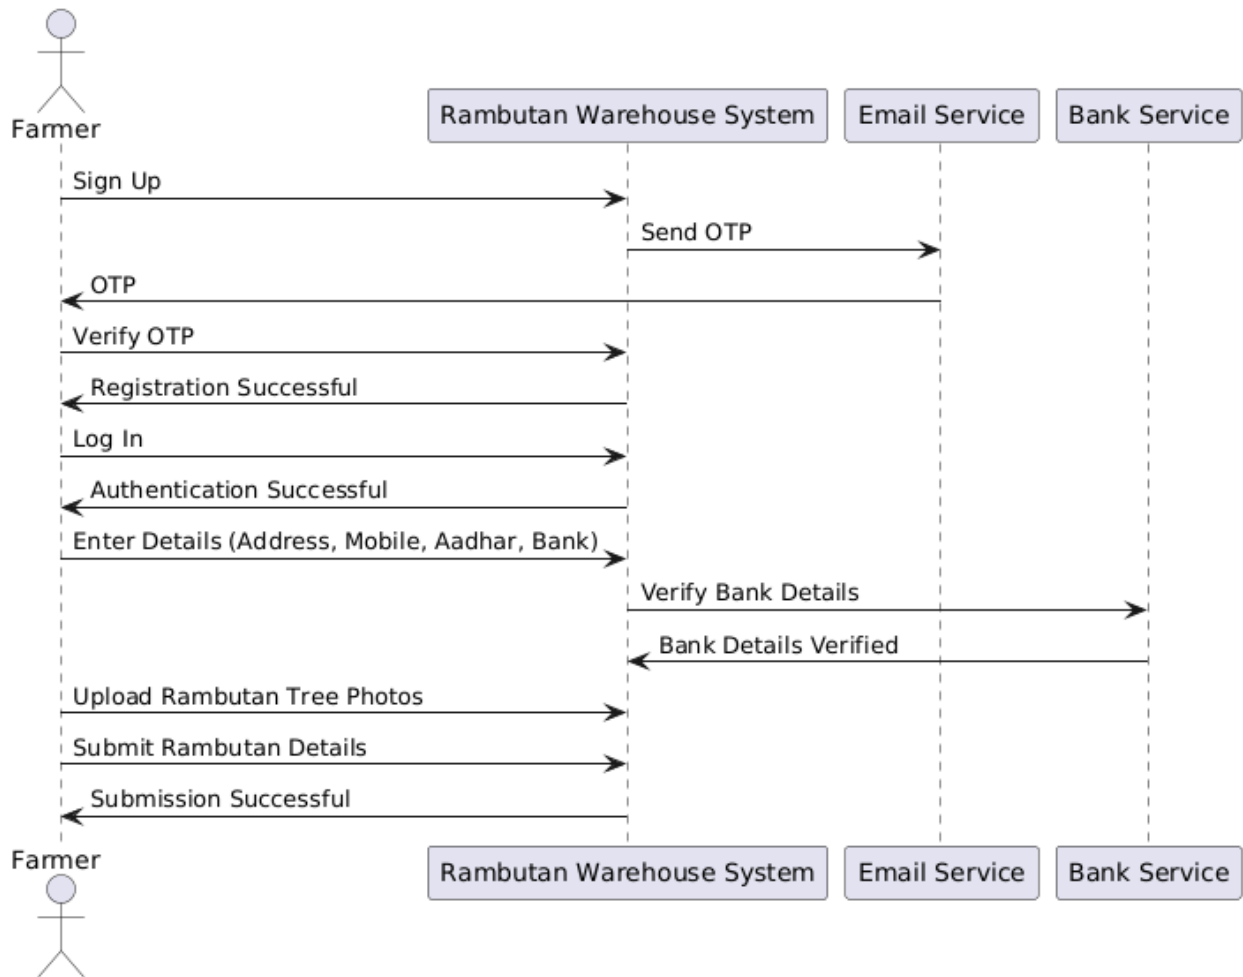 Farmer
Rambutan Warehouse System
Email Service
Bank Service
Sign Up
Send OTP
OTP
Verify OTP
Registration Successful
Log In
Authentication Successful
Enter Details (Address, Mobile, Aadhar, Bank)
Verify Bank Details
Bank Details Verified
Upload Rambutan Tree Photos
Submit Rambutan Details
Submission Successful
Farmer
Rambutan Warehouse System
Email Service
Bank Service